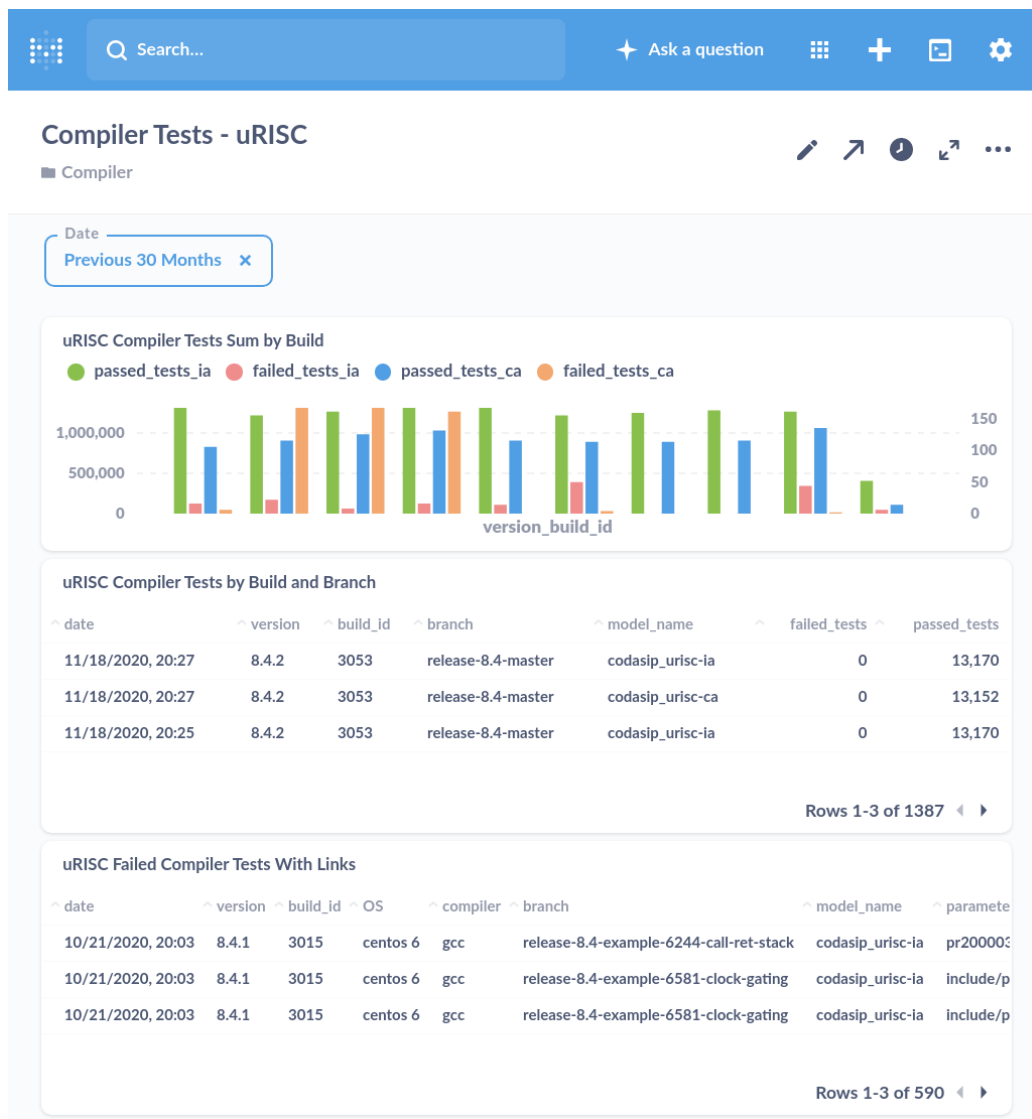 Search...
Ask a question
Compiler Tests - uRISC
Compiler
Date
Previous 30 Months
uRISC Compiler Tests Sum by Build
passed_tests_ia failed_tests_ia passed_tests_ca failed_tests_ca
1,000,000
500,000
0
150
100
50
0
version_build_id
uRISC Compiler Tests by Build and Branch
date version build_id branch model_name failed_tests passed_tests
11/18/2020, 20:27 8.4.2 3053 release-8.4-master codasip_urisc-ia 0 13,170
11/18/2020, 20:27 8.4.2 3053 release-8.4-master codasip_urisc-ca 0 13,152
11/18/2020, 20:25 8.4.2 3053 release-8.4-master codasip_urisc-ia 0 13,170
Rows 1-3 of 1387
uRISC Failed Compiler Tests With Links
date version build_id OS compiler branch model_name paramete
10/21/2020, 20:03 8.4.1 3015 centos 6 gcc release-8.4-example-6244-call-ret-stack codasip_urisc-ia pr200003
10/21/2020, 20:03 8.4.1 3015 centos 6 gcc release-8.4-example-6581-clock-gating codasip_urisc-ia include/p
10/21/2020, 20:03 8.4.1 3015 centos 6 gcc release-8.4-example-6581-clock-gating codasip_urisc-ia include/p
Rows 1-3 of 590